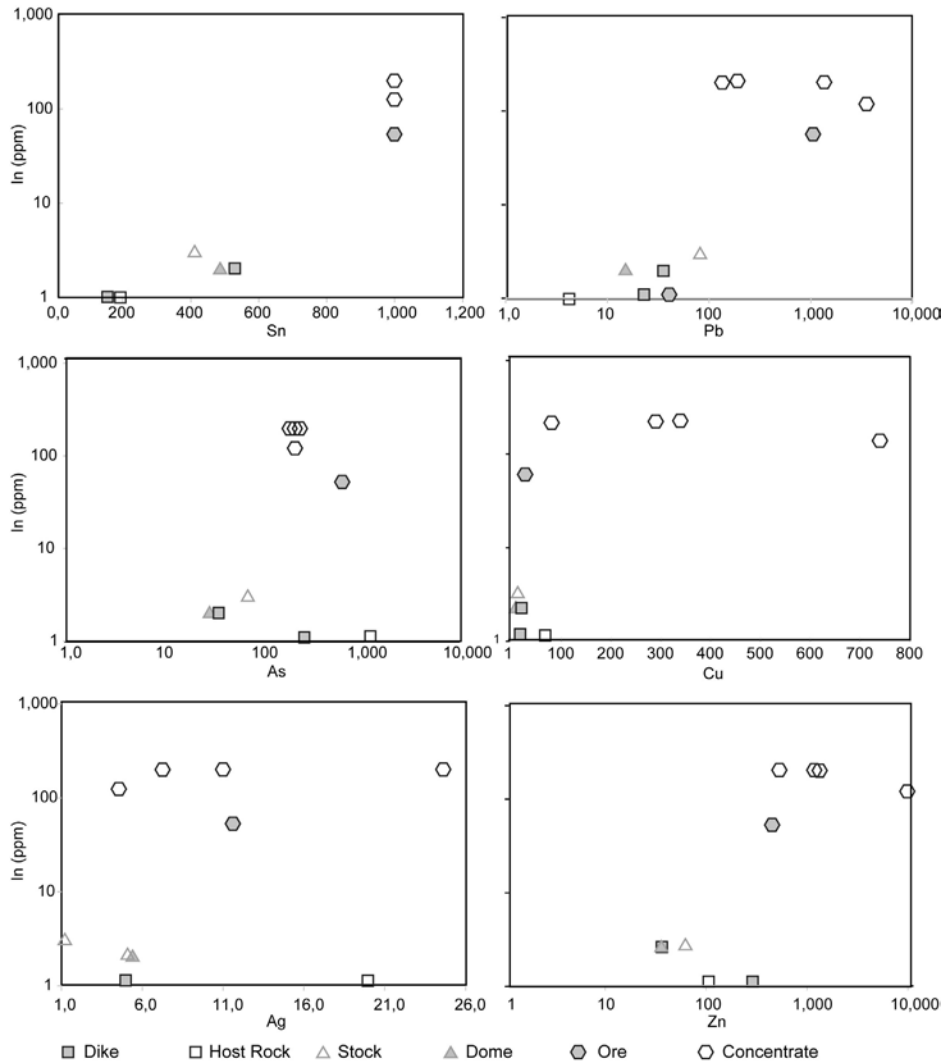 1,000
100
10
1
In (ppm)
0,0 200 400 600 800 1,000 1,200
Sn
1,0 10 100 1,000 10,000
Pb
1,000
100
10
1
In (ppm)
1,0 10 100 1,000 10,000
As
1
1 100 200 300 400 500 600 700 800
Cu
1,000
100
10
1
In (ppm)
1,0 6,0 11,0 16,0 21,0 26,0
Ag
1 10 100 1,000 10,000
Zn
Dike Host Rock Stock Dome Ore Concentrate